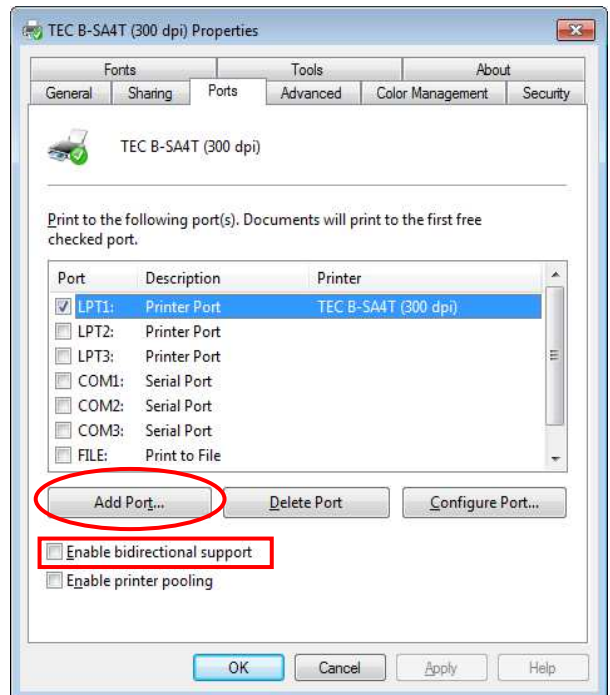 TEC B-SA4T (300 dpi) Properties
Fonts Tools About
General Sharing Ports Advanced Color Management Security
TEC B-SA4T (300 dpi)
Print to the following port(s). Documents will print to the first free
checked port.
Port Description Printer
LPT1: Printer Port TEC B-SA4T (300 dpi)
LPT2: Printer Port
LPT3: Printer Port
COM1: Serial Port
COM2: Serial Port
COM3: Serial Port
FILE: Print to File
Add Port... Delete Port Configure Port...
Enable bidirectional support
Enable printer pooling
OK Cancel Apply Help